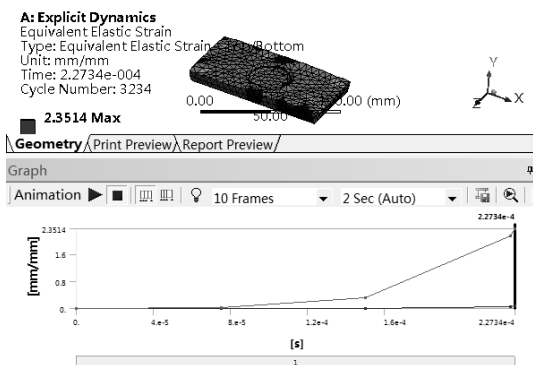 A: Explicit Dynamics
Equivalent Elastic Strain
Type: Equivalent Elastic Strain - Top/Bottom
Unit: mm/mm
Time: 2.2734e-004
Cycle Number: 3234
0.00 50.00 (mm)
2.3514 Max
Y
X
Z
Geometry Print Preview Report Preview
Graph
Animation 10 Frames 2 Sec (Auto)
2.2734e-4
2.3514
1.6
0.8
0.
[mm/mm]
0. 4.e-5 8.e-5 1.2e-4 1.6e-4 2.2734e-4
[s]
1